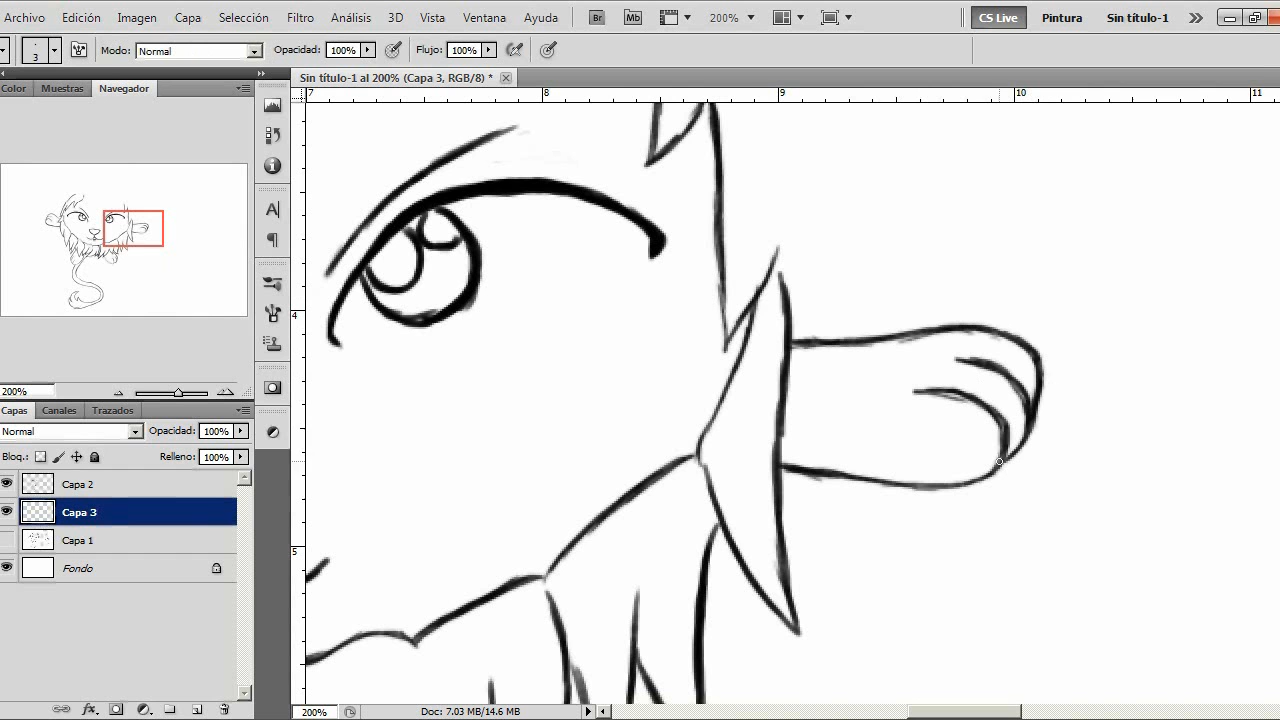 Archivo Edición Imagen Capa Selección Filtro Análisis 3D Vista Ventana Ayuda Br Mb 200% CS Live Pintura Sin título-1
3 Modo: Normal Opacidad: 100% Flujo: 100%
Color Muestras Navegador
Sin título-1 al 200% (Capa 3, RGB/8) *
7 8 9 10 11
4
5
200%
Capas Canales Trazados
Normal Opacidad: 100%
Bloq.: Relleno: 100%
Capa 2
Capa 3
Capa 1
Fondo
200% Doc: 7.03 MB/14.6 MB